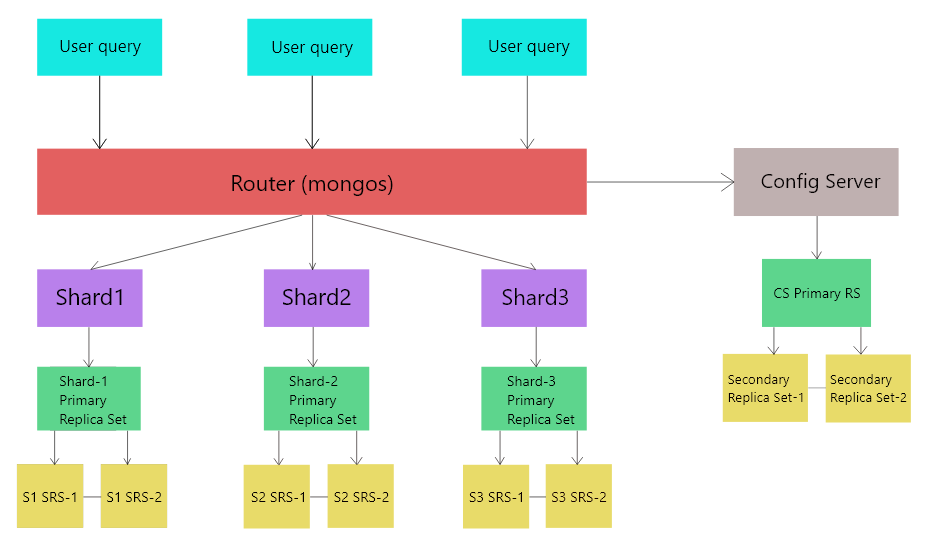 User query
User query
User query
Router (mongos)
Config Server
Shard1
Shard2
Shard3
CS Primary RS
Shard-1
Primary
Replica Set
Shard-2
Primary
Replica Set
Shard-3
Primary
Replica Set
Secondary
Replica Set-1
Secondary
Replica Set-2
S1 SRS-1
S1 SRS-2
S2 SRS-1
S2 SRS-2
S3 SRS-1
S3 SRS-2